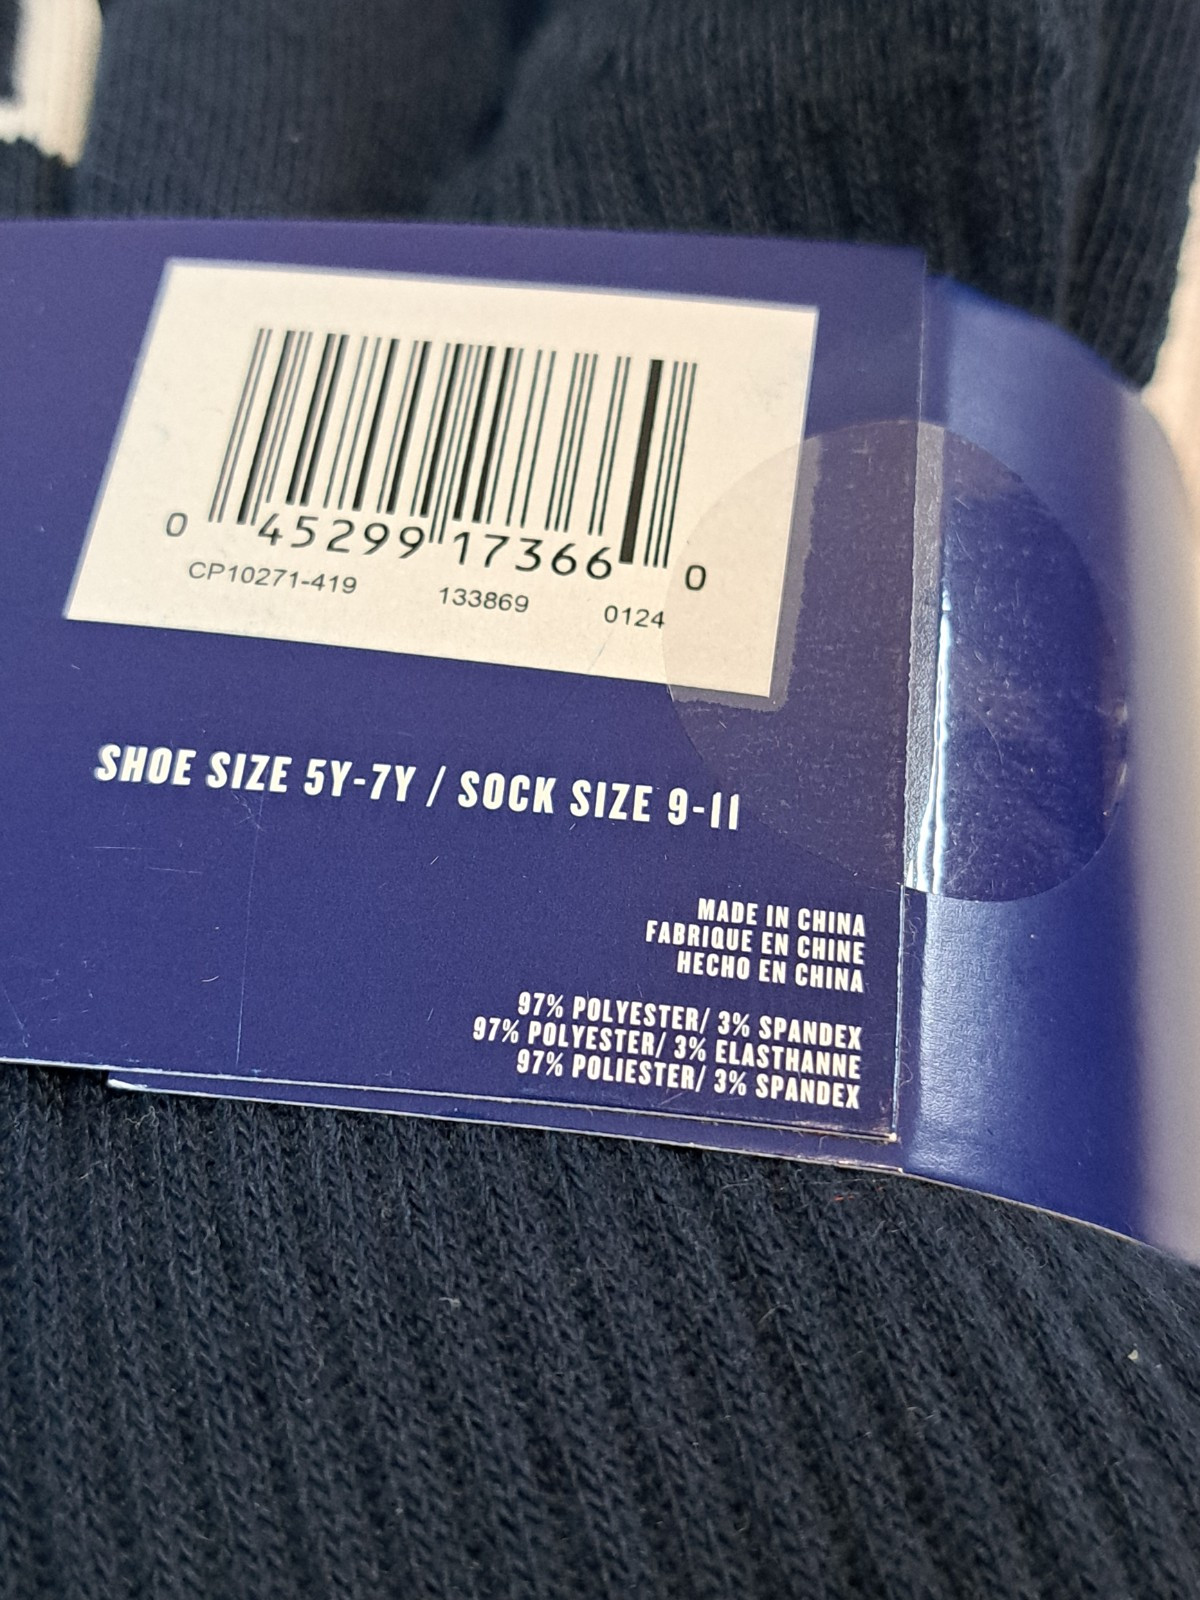 0 45299 17366 0
CP10271-419 133869 0124
SHOE SIZE 5Y-7Y / SOCK SIZE 9-11
MADE IN CHINA
FABRIQUE EN CHINE
HECHO EN CHINA
97% POLYESTER/ 3% SPANDEX
97% POLYESTER/ 3% ELASTHANNE
97% POLIESTER/ 3% SPANDEX